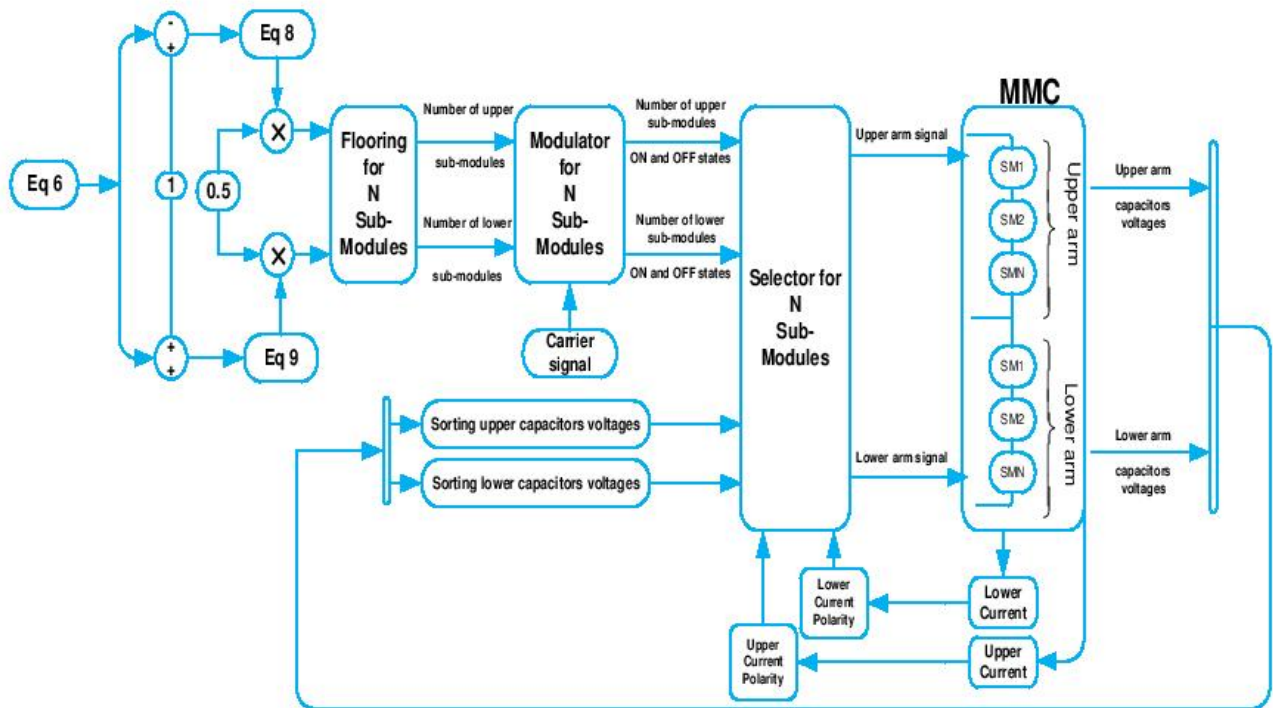 -
+
Eq 8
MMC
X
Flooring
for
N
Sub-
Modules
Number of upper
sub-modules
Modulator
for
N
Sub-
Modules
Number of upper
sub-modules
ON and OFF states
Upper arm signal
SM1
SM2
SMN
Upper arm
Upper arm
capacitors
voltages
Eq 6
1
0.5
X
Number of lower
sub-modules
Number of lower
sub-modules
ON and OFF states
Selector for
N
Sub-
Modules
+
+
Eq 9
Carrier
signal
SM1
SM2
SMN
Lower arm
Sorting upper capacitors voltages
Sorting lower capacitors voltages
Lower arm signal
Lower arm
capacitors
voltages
Lower
Current
Polarity
Lower
Current
Upper
Current
Polarity
Upper
Current